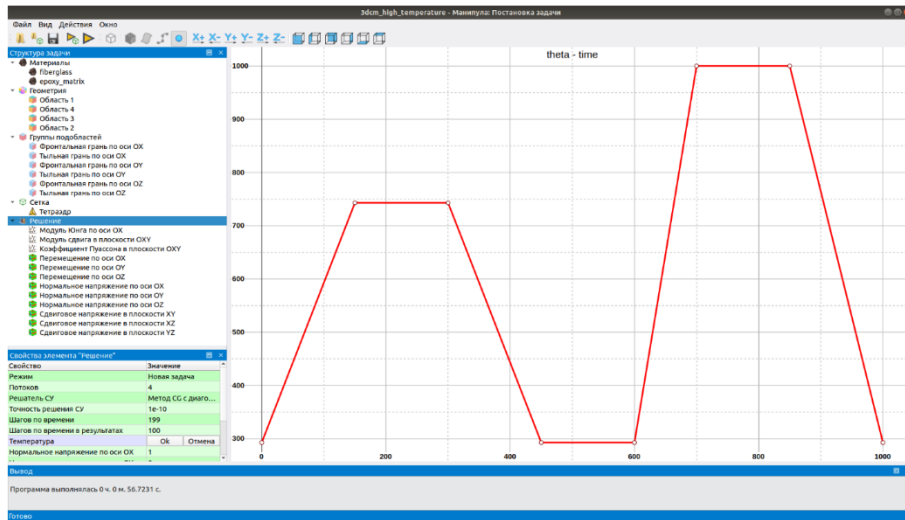 3dcm_high_temperature - Манипула: Постановка задачи
Файл Вид Действия Окно
X+ X- Y+ Y- Z+ Z-
Структура задачи
Материалы
fiberglass
epoxy_matrix
Геометрия
Область 1
Область 4
Область 3
Область 2
Группы подобластей
Фронтальная грань по оси OX
Тыльная грань по оси OX
Фронтальная грань по оси OY
Тыльная грань по оси OY
Фронтальная грань по оси OZ
Тыльная грань по оси OZ
Сетка
Тетраэдр
Решение
Модуль Юнга по оси OX
Модуль сдвига в плоскости OXY
Коэффициент Пуассона в плоскости OXY
Перемещение по оси OX
Перемещение по оси OY
Перемещение по оси OZ
Нормальное напряжение по оси OX
Нормальное напряжение по оси OY
Нормальное напряжение по оси OZ
Сдвиговое напряжение в плоскости XY
Сдвиговое напряжение в плоскости XZ
Сдвиговое напряжение в плоскости YZ
Свойства элемента "Решение"
Свойство Значение
Режим Новая задача
Потоков 4
Решатель СУ Метод CG с диаго...
Точность решения СУ 1e-10
Шагов по времени 199
Шагов по времени в результатах 100
Температура Ok Отмена
Нормальное напряжение по оси OX 1
theta - time
1000
900
800
700
600
500
400
300
0 200 400 600 800 1000
Вывод
Программа выполнялась 0 ч. 0 м. 56.7231 с.
Готово